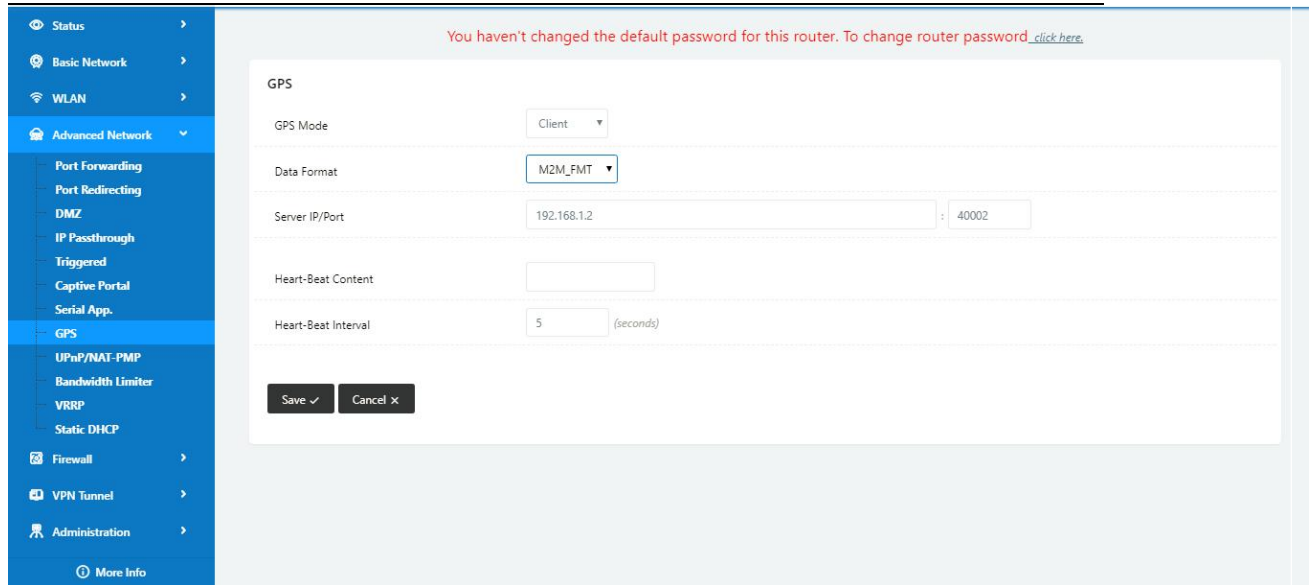 Status
Basic Network
WLAN
Advanced Network
Port Forwarding
Port Redirecting
DMZ
IP Passthrough
Triggered
Captive Portal
Serial App.
GPS
UPnP/NAT-PMP
Bandwidth Limiter
VRRP
Static DHCP
Firewall
VPN Tunnel
Administration
More Info
You haven't changed the default password for this router. To change router password click here.
GPS
GPS Mode Client
Data Format M2M_FMT
Server IP/Port 192.168.1.2 : 40002
Heart-Beat Content
Heart-Beat Interval 5 (seconds)
Save Cancel